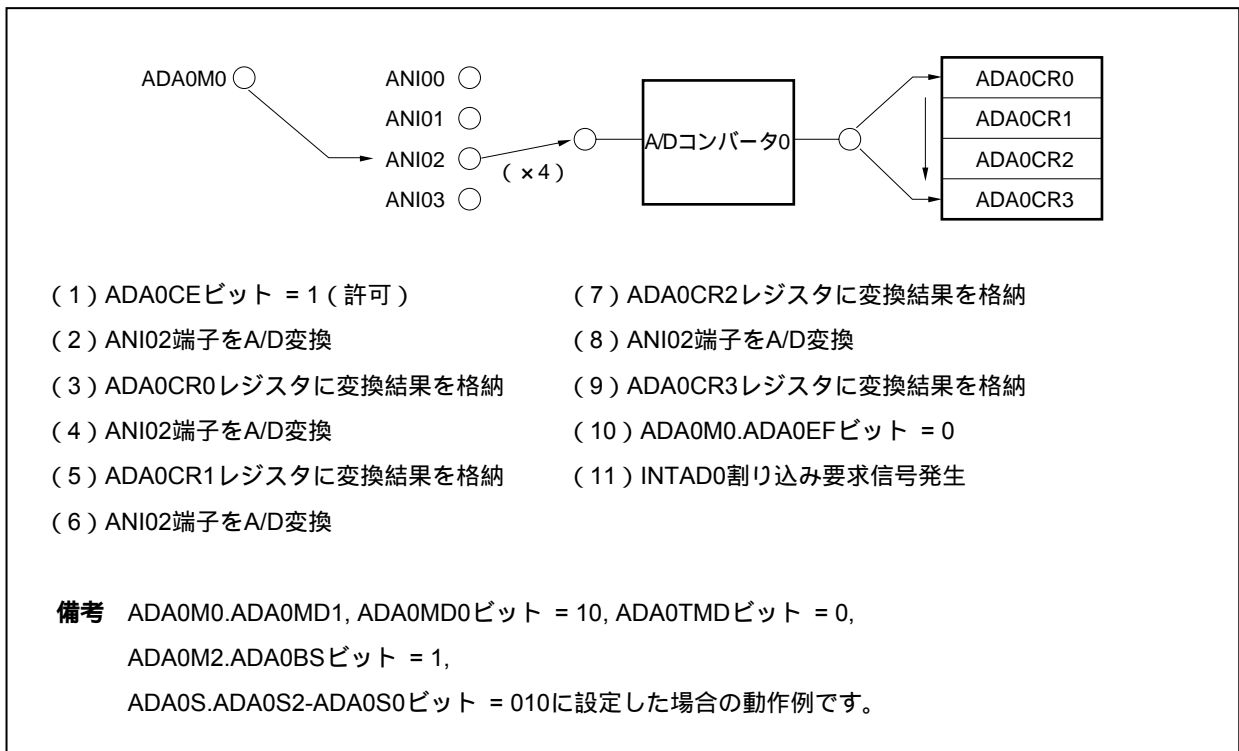 ADA0M0
ANI00
ANI01
ANI02
ANI03
(×4)
A/Dコンバータ0
ADA0CR0
ADA0CR1
ADA0CR2
ADA0CR3
(1)ADA0CEビット = 1(許可)
(2)ANI02端子をA/D変換
(3)ADA0CR0レジスタに変換結果を格納
(4)ANI02端子をA/D変換
(5)ADA0CR1レジスタに変換結果を格納
(6)ANI02端子をA/D変換
(7)ADA0CR2レジスタに変換結果を格納
(8)ANI02端子をA/D変換
(9)ADA0CR3レジスタに変換結果を格納
(10)ADA0M0.ADA0EFビット = 0
(11)INTAD0割り込み要求信号発生
備考 ADA0M0.ADA0MD1, ADA0MD0ビット = 10, ADA0TMDビット = 0,
ADA0M2.ADA0BSビット = 1,
ADA0S.ADA0S2-ADA0S0ビット = 010に設定した場合の動作例です。